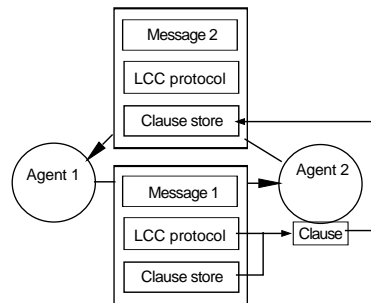 Message 2
LCC protocol
Clause store
Agent 1
Agent 2
Message 1
LCC protocol
Clause
Clause store